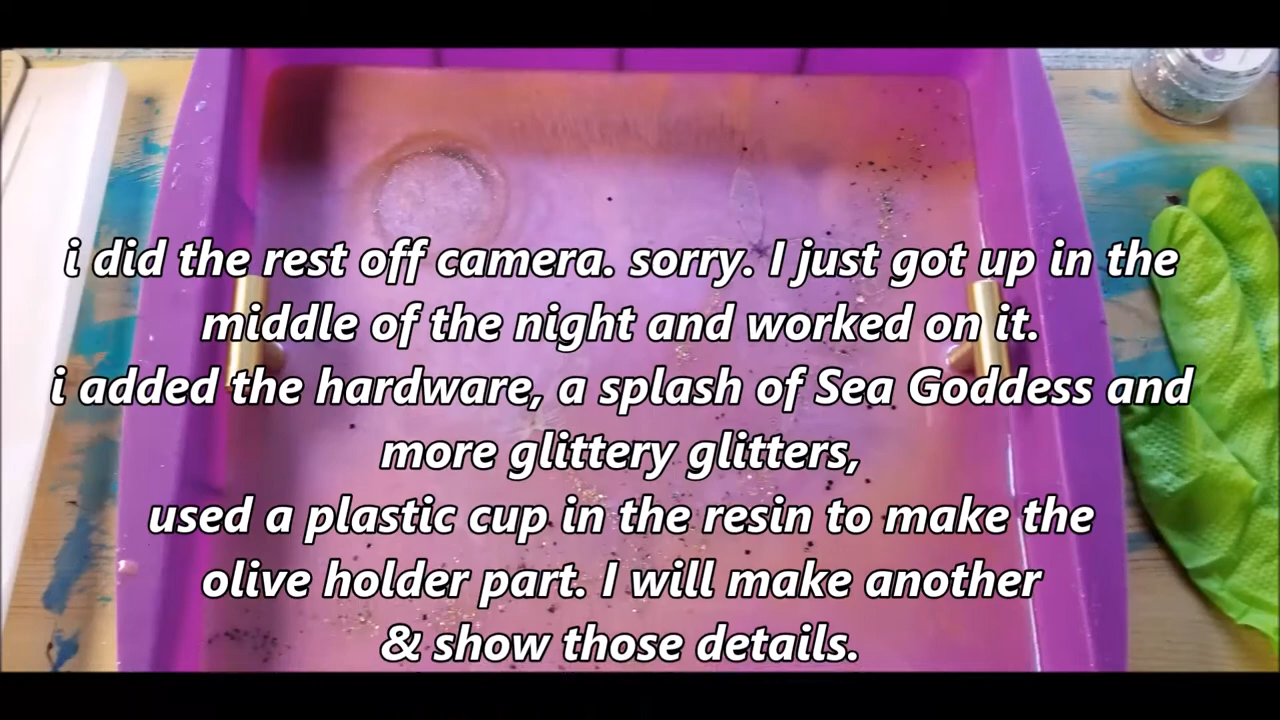 i did the rest off camera. sorry. I just got up in the
middle of the night and worked on it.
i added the hardware, a splash of Sea Goddess and
more glittery glitters,
used a plastic cup in the resin to make the
olive holder part. I will make another
& show those details.